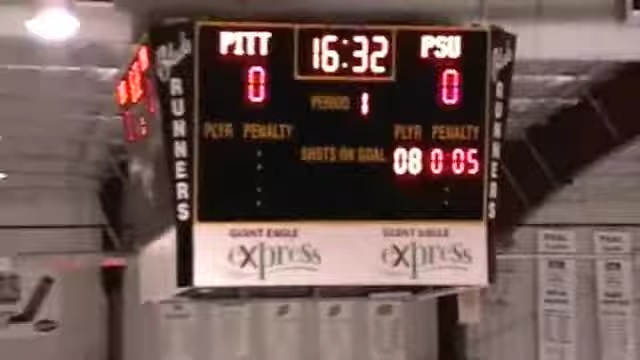 PITT 16:32 PSU
0 0
PERIOD 1
PLYR PENALTY PLYR PENALTY
SHOTS ON GOAL 08 0:05
RUNNERS
RUNNERS
GIANT EAGLE GIANT EAGLE
express express